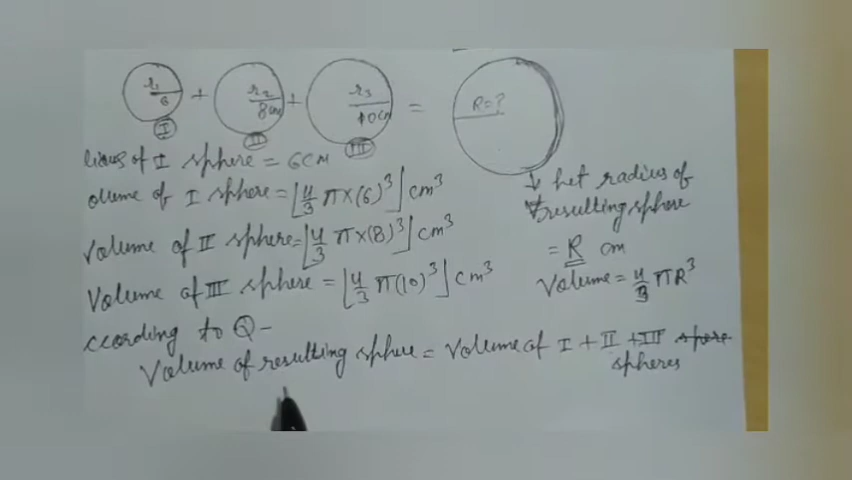 r1 + r2 + r3 = R=?
6 8cm 10cm
I II III
lius of I sphere = 6CM
olume of I sphere = [4/3 π×(6)³] cm³
Volume of II sphere = [4/3 π×(8)³] cm³
Volume of III sphere = [4/3 π(10)³] cm³
ccording to Q-
Volume of resulting sphere = Volume of I + II + III
spheres
↓ het radius of
resulting sphere
= R cm
Volume = 4/3 πR³